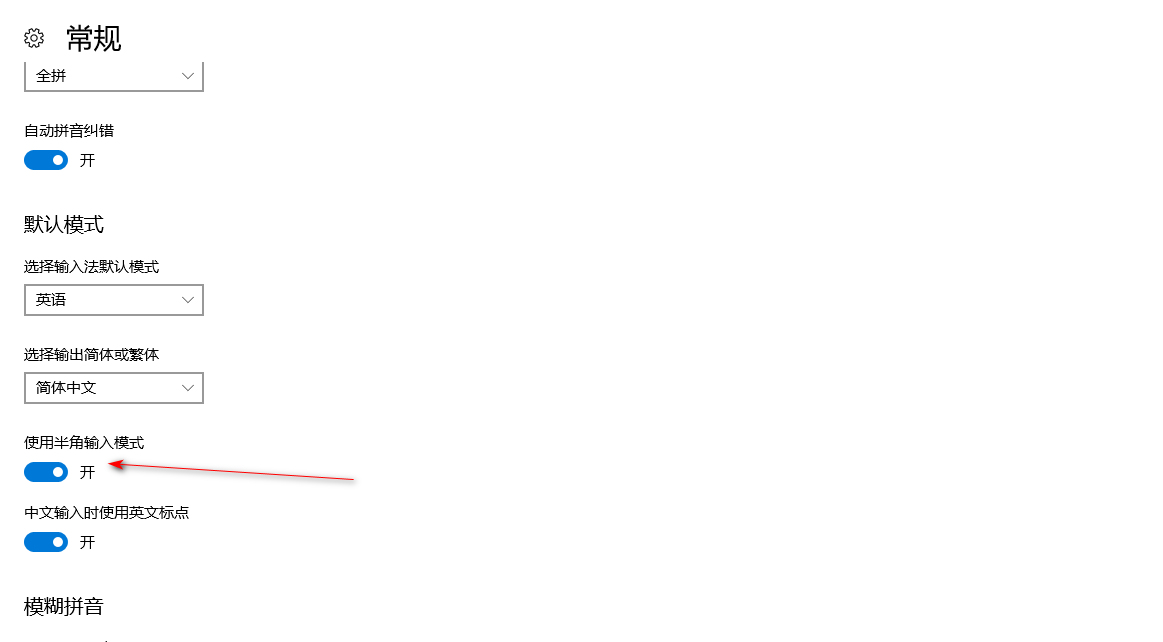 常规
全拼
自动拼音纠错
开
默认模式
选择输入法默认模式
英语
选择输出简体或繁体
简体中文
使用半角输入模式
开
中文输入时使用英文标点
开
模糊拼音